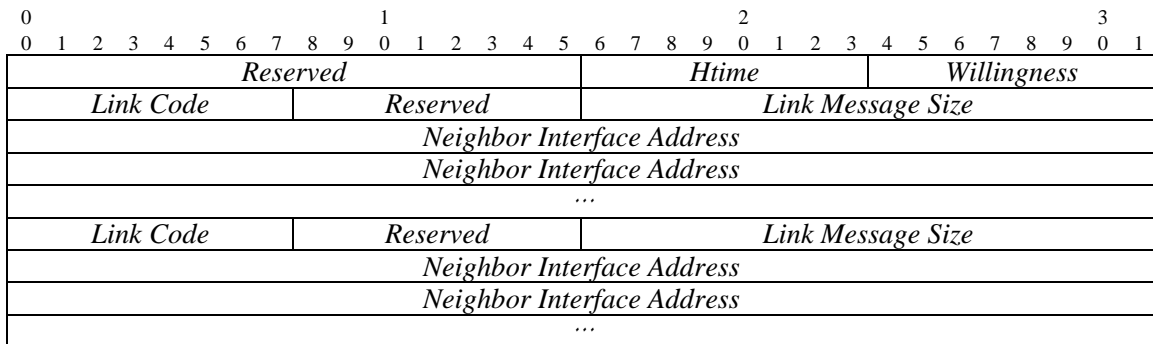 0 1 2 3
0 1 2 3 4 5 6 7 8 9 0 1 2 3 4 5 6 7 8 9 0 1 2 3 4 5 6 7 8 9 0 1
Reserved Htime Willingness
Link Code Reserved Link Message Size
Neighbor Interface Address
Neighbor Interface Address
...
Link Code Reserved Link Message Size
Neighbor Interface Address
Neighbor Interface Address
...